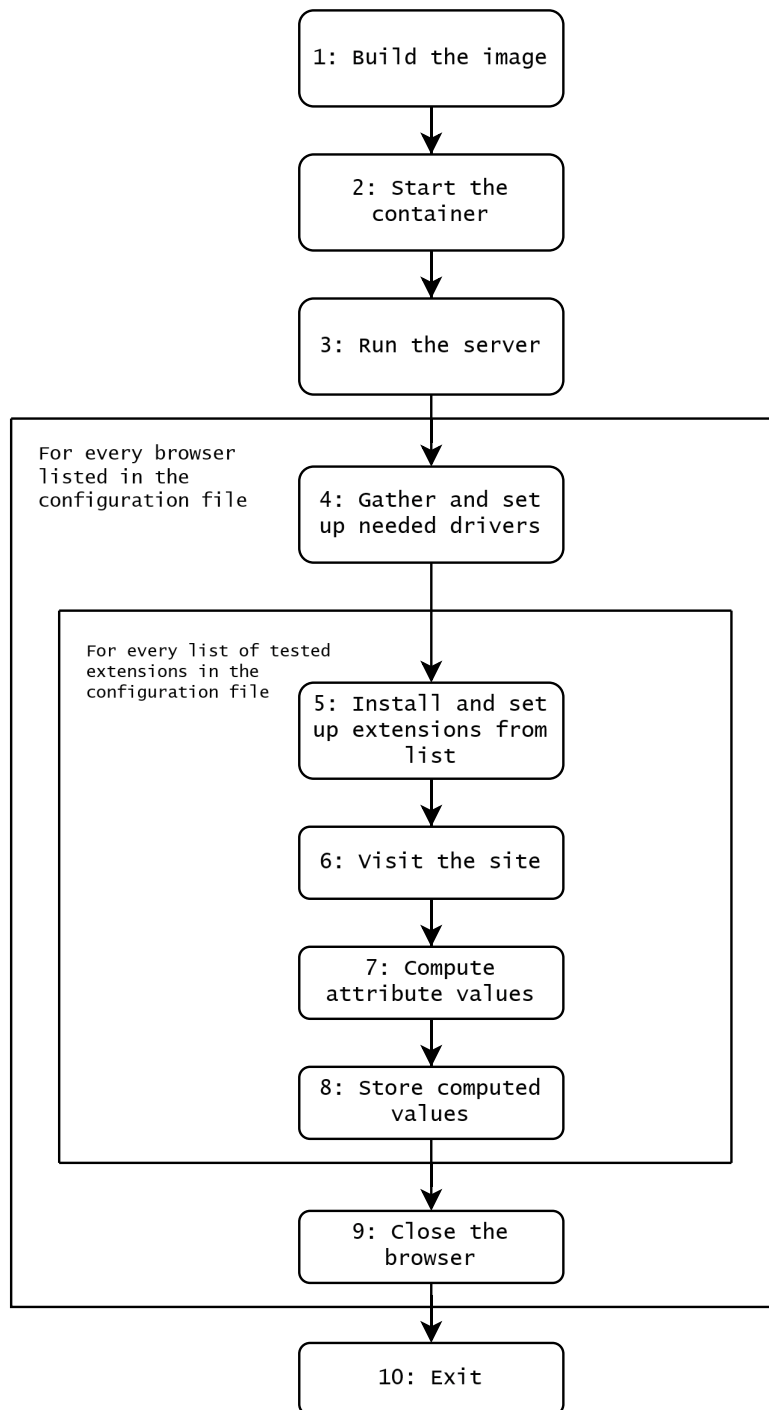 1: Build the image
2: Start the
container
3: Run the server
For every browser
listed in the
configuration file
4: Gather and set
up needed drivers
For every list of tested
extensions in the
configuration file
5: Install and set
up extensions from
list
6: Visit the site
7: Compute
attribute values
8: Store computed
values
9: Close the
browser
10: Exit